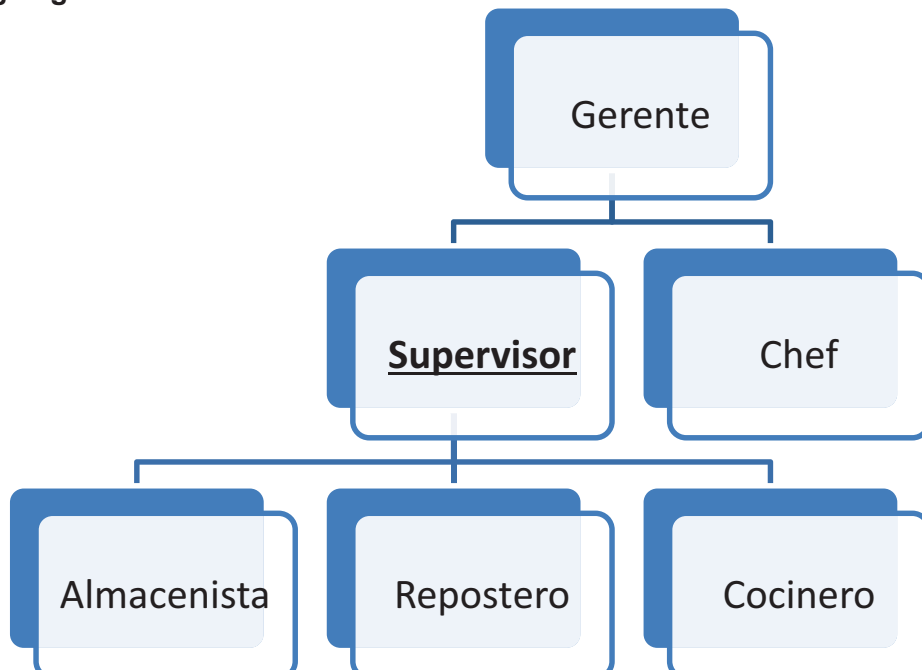 Gerente
Supervisor
Chef
Almacenista
Repostero
Cocinero